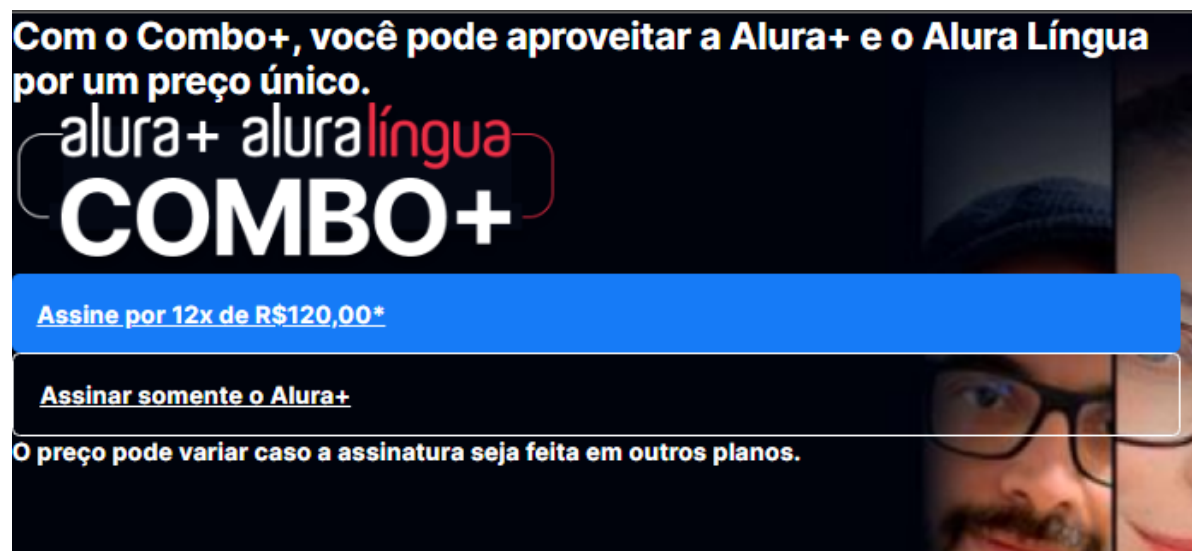 Com o Combo+, você pode aproveitar a Alura+ e o Alura Língua
por um preço único.
alura+ aluralíngua
COMBO+
Assine por 12x de R$120,00*
Assinar somente o Alura+
O preço pode variar caso a assinatura seja feita em outros planos.